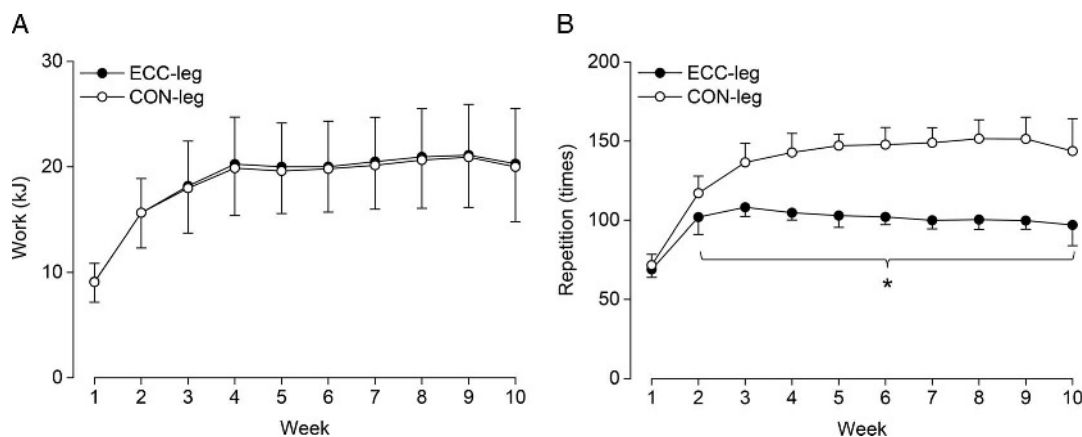 A
30
20
10
0
Work (kJ)
ECC-leg
CON-leg
1 2 3 4 5 6 7 8 9 10
Week
B
200
150
100
50
0
Repetition (times)
ECC-leg
CON-leg
*
1 2 3 4 5 6 7 8 9 10
Week